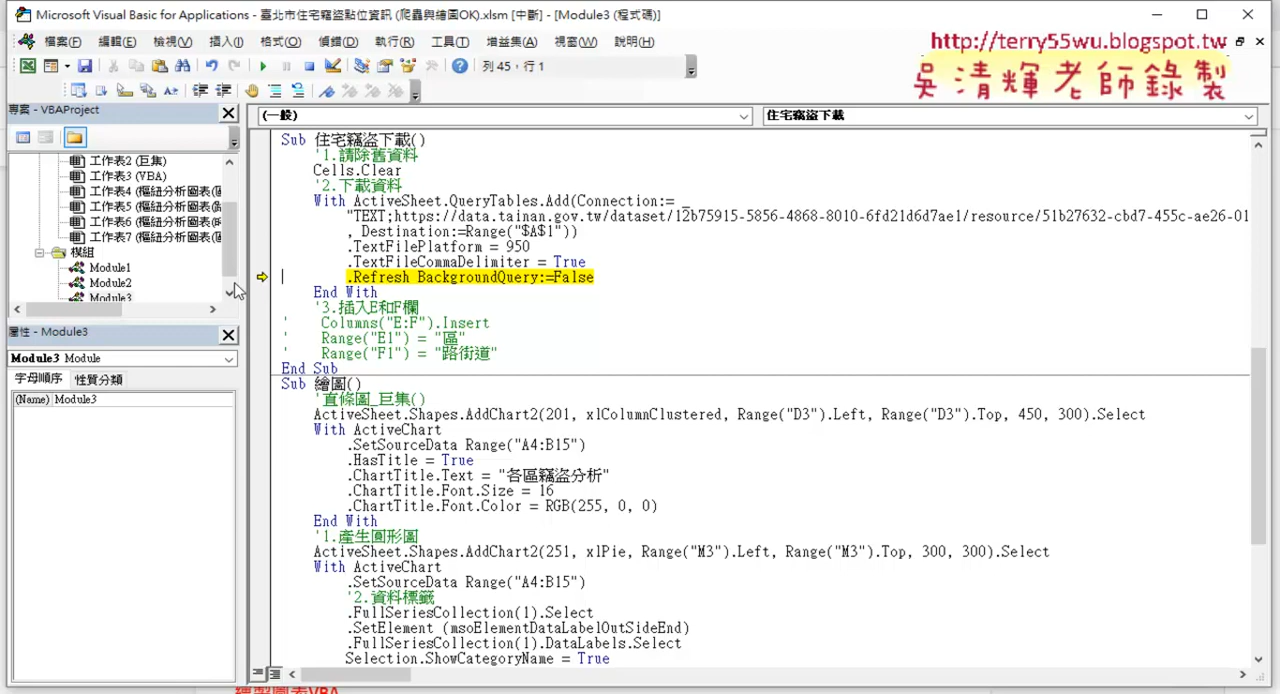 Microsoft Visual Basic for Applications - 臺北市住宅竊盜點位資訊 (爬蟲與繪圖OK).xlsm [中斷] - [Module3 (程式碼)]
檔案(F) 編輯(E) 檢視(V) 插入(I) 格式(O) 偵錯(D) 執行(R) 工具(T) 增益集(A) 視窗(W) 說明(H)
http://terry55wu.blogspot.tw
列 45，行 1
吳清輝老師錄製
專案 - VBAProject
(一般)
住宅竊盜下載
工作表2 (巨集)
工作表3 (VBA)
工作表4 (樞紐分析圖表(
工作表5 (樞紐分析圖表(
工作表6 (樞紐分析圖表(
工作表7 (樞紐分析圖表(
模組
Module1
Module2
Module3
屬性 - Module3
Module3 Module
字母順序 性質分類
(Name) Module3
Sub 住宅竊盜下載()
'1.請除舊資料
Cells.Clear
'2.下載資料
With ActiveSheet.QueryTables.Add(Connection:= _
"TEXT;https://data.tainan.gov.tw/dataset/12b75915-5856-4868-8010-6fd21d6d7ae1/resource/51b27632-cbd7-455c-ae26-01
, Destination:=Range("$A$1"))
.TextFilePlatform = 950
.TextFileCommaDelimiter = True
.Refresh BackgroundQuery:=False
End With
'3.插入E和F欄
' Columns("E:F").Insert
' Range("E1") = "區"
' Range("F1") = "路街道"
End Sub
Sub 繪圖()
'直條圖_巨集()
ActiveSheet.Shapes.AddChart2(201, xlColumnClustered, Range("D3").Left, Range("D3").Top, 450, 300).Select
With ActiveChart
.SetSourceData Range("A4:B15")
.HasTitle = True
.ChartTitle.Text = "各區竊盜分析"
.ChartTitle.Font.Size = 16
.ChartTitle.Font.Color = RGB(255, 0, 0)
End With
'1.產生圓形圖
ActiveSheet.Shapes.AddChart2(251, xlPie, Range("M3").Left, Range("M3").Top, 300, 300).Select
With ActiveChart
.SetSourceData Range("A4:B15")
'2.資料標籤
.FullSeriesCollection(1).Select
.SetElement (msoElementDataLabelOutSideEnd)
.FullSeriesCollection(1).DataLabels.Select
Selection.ShowCategoryName = True
繪製圖表VBA